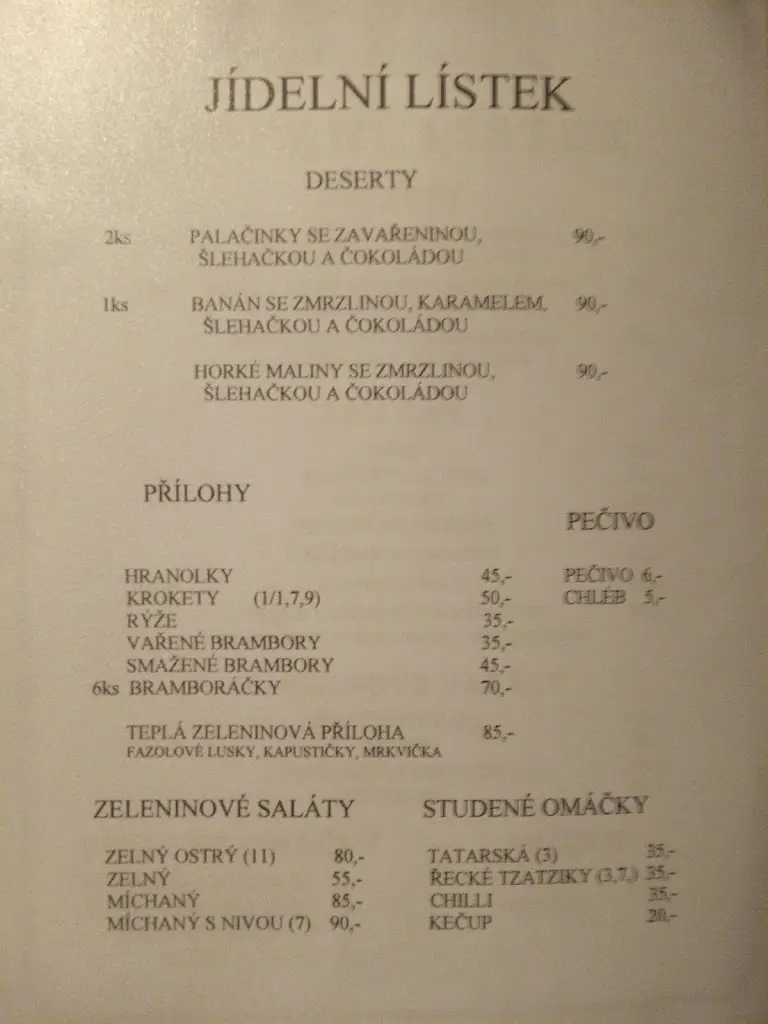 JÍDELNÍ LÍSTEK
DESERTY
2ks PALAČINKY SE ZAVAŘENINOU, 90,-
ŠLEHAČKOU A ČOKOLÁDOU
1ks BANÁN SE ZMRZLINOU, KARAMELEM, 90,-
ŠLEHAČKOU A ČOKOLÁDOU
HORKÉ MALINY SE ZMRZLINOU, 90,-
ŠLEHAČKOU A ČOKOLÁDOU
PŘÍLOHY
HRANOLKY 45,-
KROKETY (1/1,7,9) 50,-
RÝŽE 35,-
VAŘENÉ BRAMBORY 35,-
SMAŽENÉ BRAMBORY 45,-
6ks BRAMBORÁČKY 70,-
TEPLÁ ZELENINOVÁ PŘÍLOHA 85,-
FAZOLOVÉ LUSKY, KAPUSTIČKY, MRKVIČKA
PEČIVO
PEČIVO 6,-
CHLÉB 5,-
ZELENINOVÉ SALÁTY
ZELNÝ OSTRÝ (11) 80,-
ZELNÝ 55,-
MÍCHANÝ 85,-
MÍCHANÝ S NIVOU (7) 90,-
STUDENÉ OMÁČKY
TATARSKÁ (3) 35,-
ŘECKÉ TZATZIKY (3,7,) 35,-
CHILLI 35,-
KEČUP 20,-